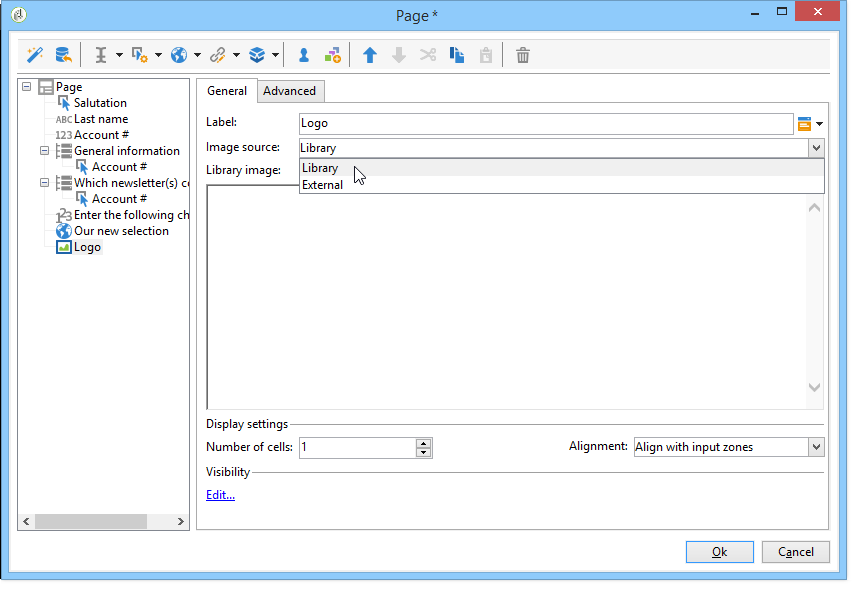 Page *
Page
Salutation
ABC Last name
123 Account #
General information
Account #
Which newsletter(s) c
Account #
123 Enter the following ch
Our new selection
Logo
General
Advanced
Label:
Logo
Image source:
Library
Library image:
Library
External
Display settings
Number of cells:
1
Alignment:
Align with input zones
Visibility
Edit...
Ok
Cancel